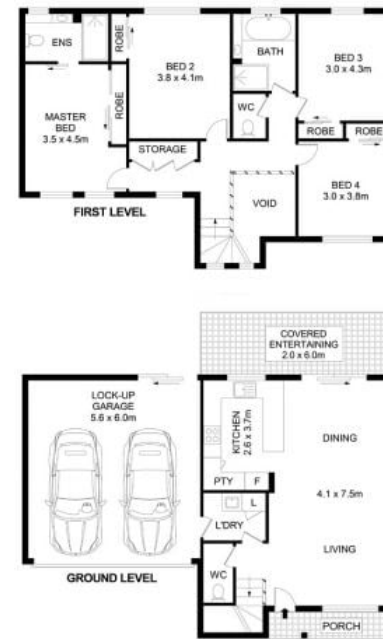 ENS
ROBE
BED 2
3.8 x 4.1m
BATH
BED 3
3.0 x 4.3m
MASTER
BED
3.5 x 4.5m
ROBE
WC
STORAGE
ROBE
ROBE
BED 4
3.0 x 3.8m
VOID
FIRST LEVEL
COVERED
ENTERTAINING
2.0 x 6.0m
LOCK-UP
GARAGE
5.6 x 6.0m
KITCHEN
2.6 x 3.7m
DINING
PTY
F
4.1 x 7.5m
L
L'DRY
LIVING
WC
GROUND LEVEL
PORCH